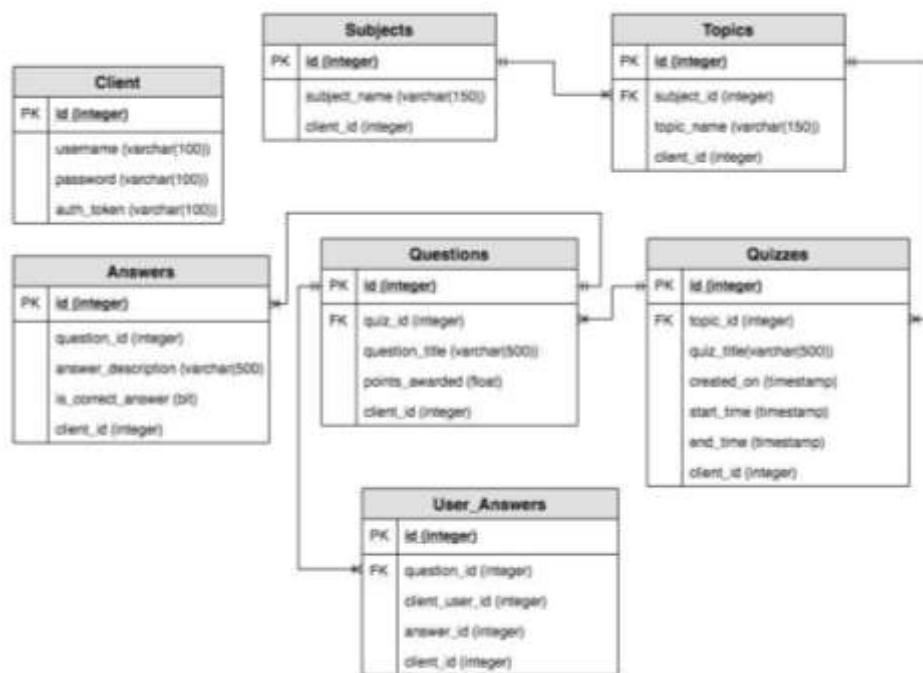 Subjects
PK id (integer)
subject_name (varchar(150))
client_id (integer)
Topics
PK id (integer)
FK subject_id (integer)
topic_name (varchar(150))
client_id (integer)
Client
PK id (integer)
username (varchar(100))
password (varchar(100))
auth_token (varchar(100))
Answers
PK id (integer)
question_id (integer)
answer_description (varchar(500)
is_correct_answer (bit)
client_id (integer)
Questions
PK id (integer)
FK quiz_id (integer)
question_title (varchar(500))
points_awarded (float)
client_id (integer)
Quizzes
PK id (integer)
FK topic_id (integer)
quiz_title(varchar(500))
created_on (timestamp)
start_time (timestamp)
end_time (timestamp)
client_id (integer)
User_Answers
PK id (integer)
FK question_id (integer)
client_user_id (integer)
answer_id (integer)
client_id (integer)